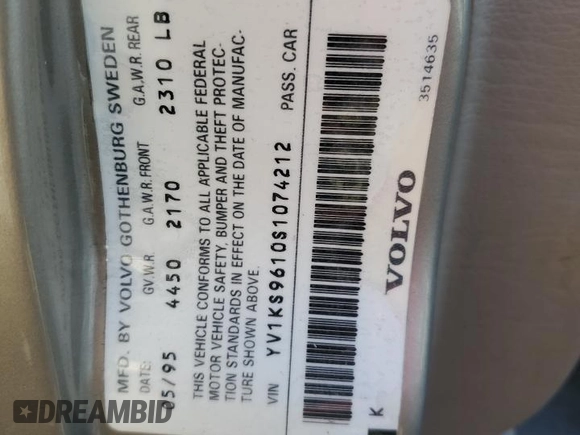 MFD. BY VOLVO GOTHENBURG SWEDEN
DATE: G.V.W.R G.A.W.R. FRONT G.A.W.R. REAR
05/95 4450 2170 2310 LB
THIS VEHICLE CONFORMS TO ALL APPLICABLE FEDERAL
MOTOR VEHICLE SAFETY, BUMPER AND THEFT PROTEC-
TION STANDARDS IN EFFECT ON THE DATE OF MANUFAC-
TURE SHOWN ABOVE.
VIN YV1KS9610S1074212 PASS. CAR
VOLVO 3514635
K
DREAMBID